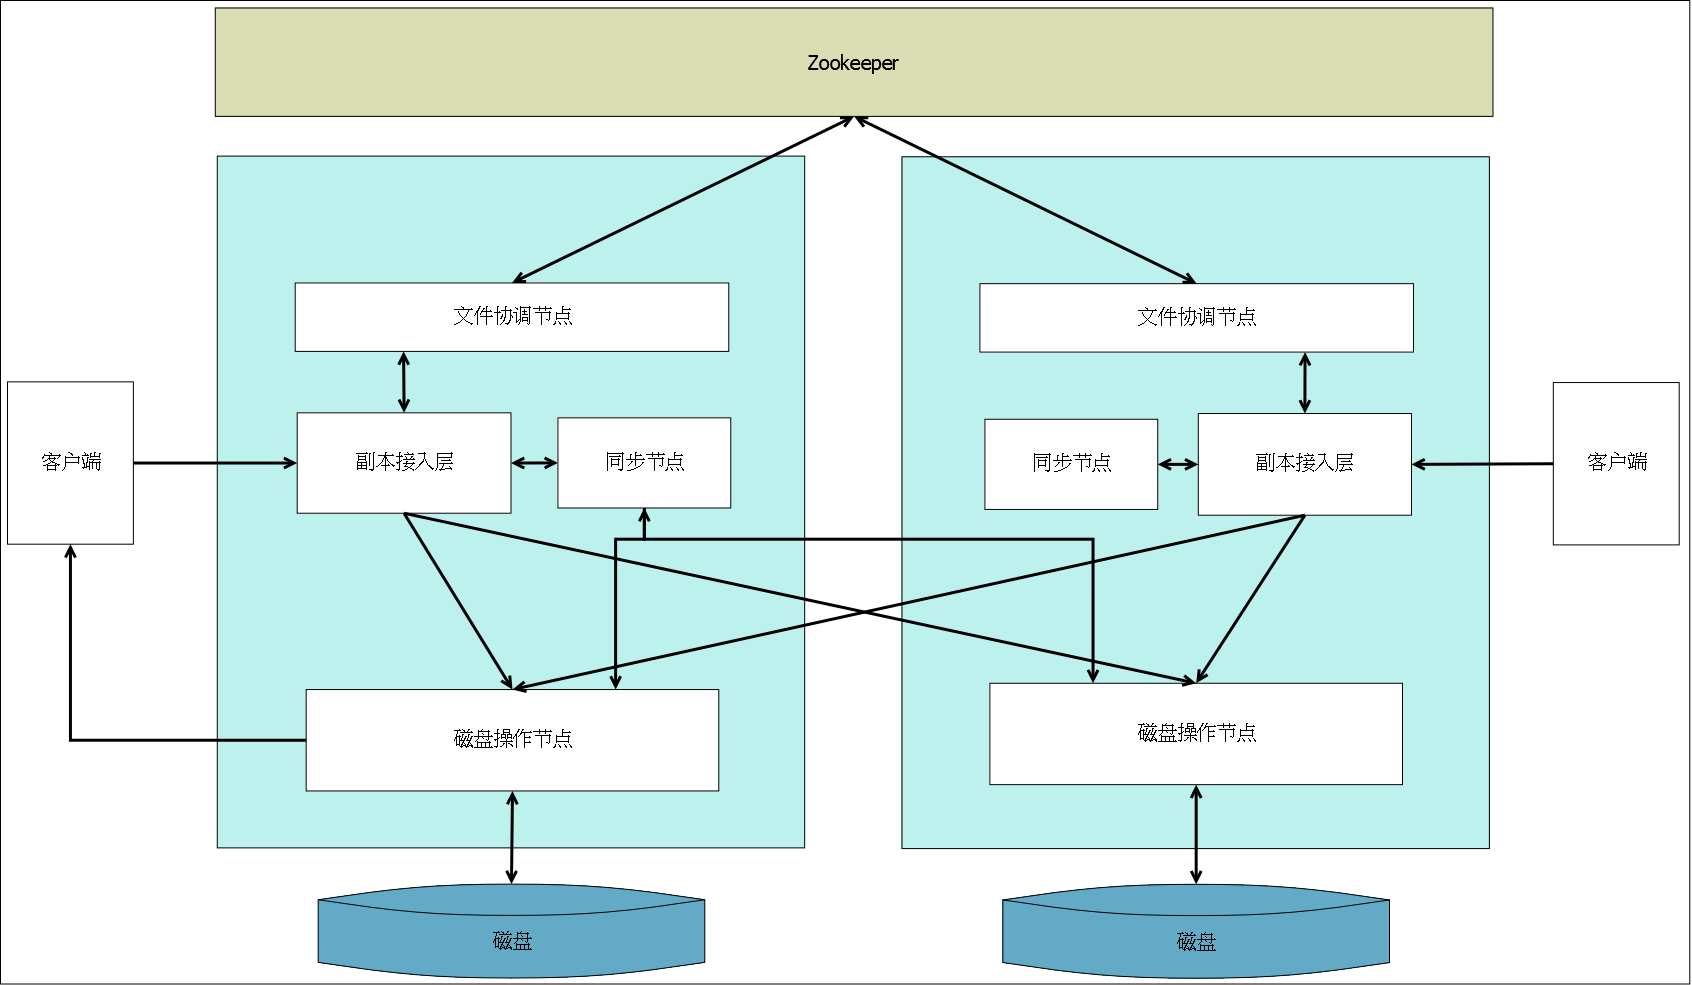 Zookeeper
文件协调节点
文件协调节点
客户端
副本接入层
同步节点
同步节点
副本接入层
客户端
磁盘操作节点
磁盘操作节点
磁盘
磁盘